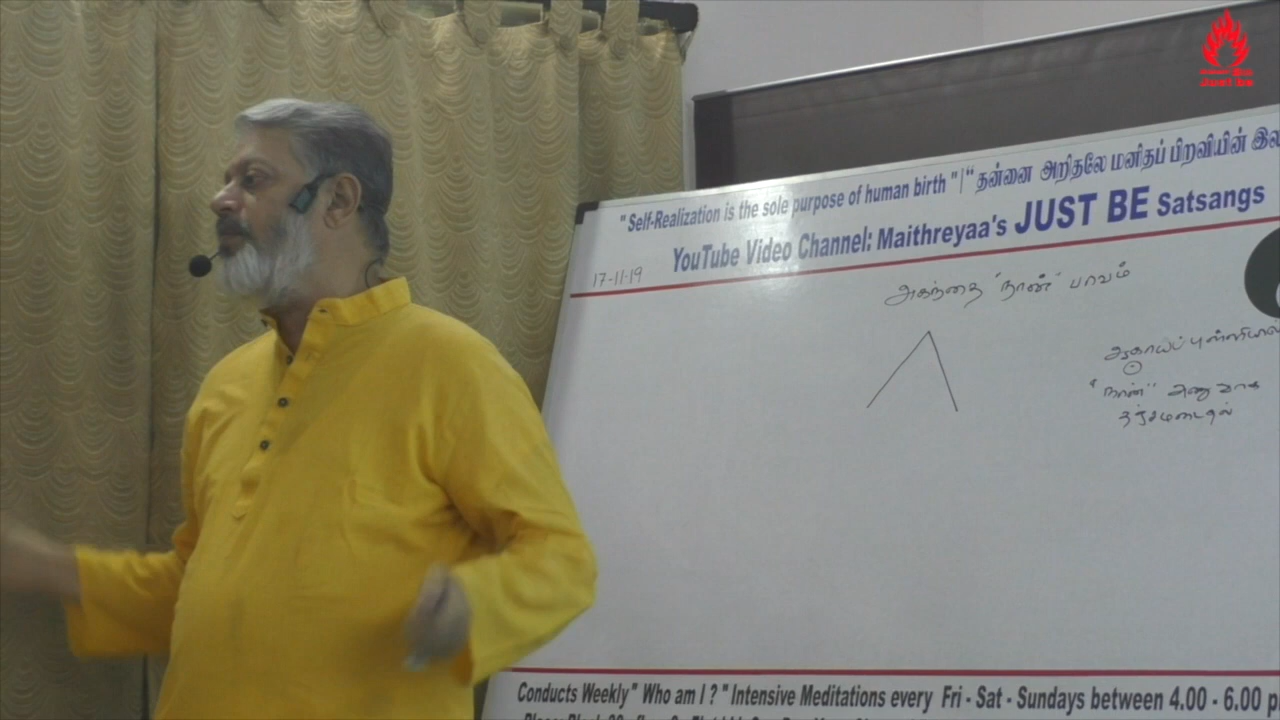 Just be
"Self-Realization is the sole purpose of human birth "|"தன்னை அறிதலே மனிதப் பிறவியின்
YouTube Video Channel: Maithreyaa's JUST BE Satsangs
17-11-19
அகந்தை 'நான்' பாவம்
"நான்" அணுவாக
Conducts Weekly " Who am I ? " Intensive Meditations every Fri - Sat - Sundays between 4.00 - 6.00